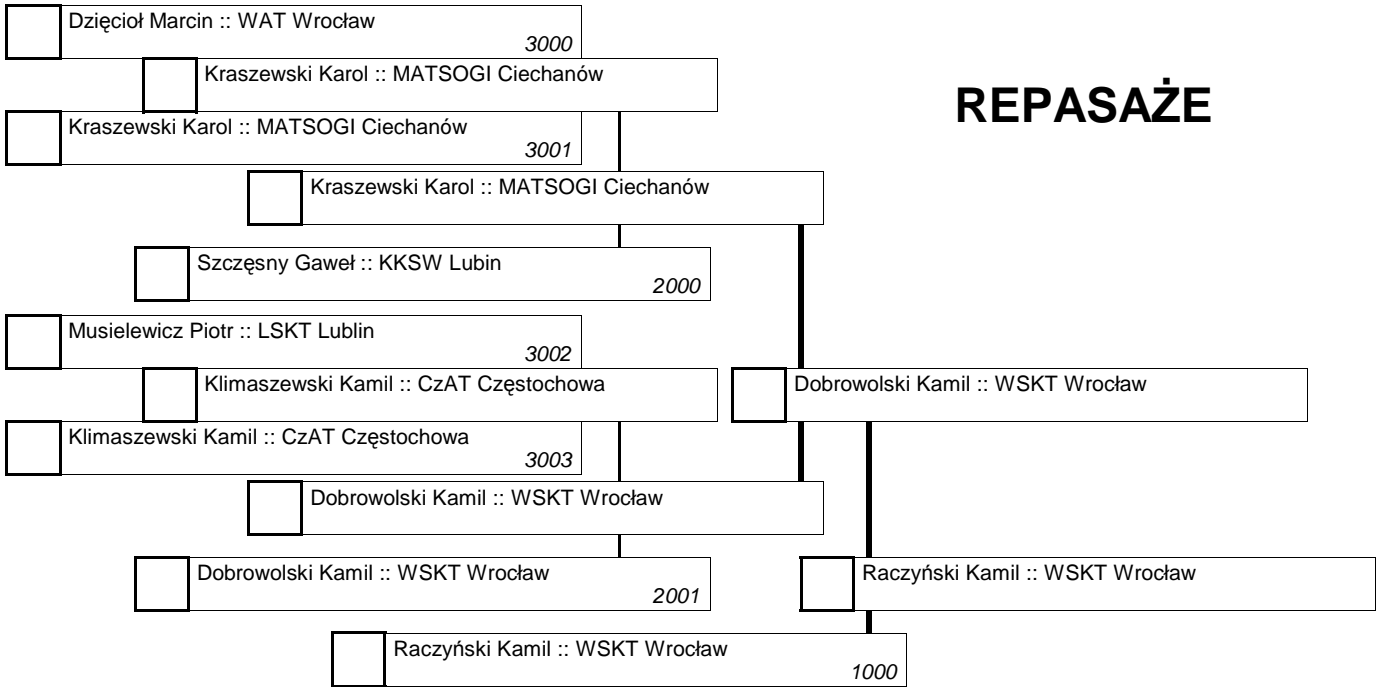 Dzięcioł Marcin :: WAT Wrocław
3000
Kraszewski Karol :: MATSOGI Ciechanów
REPASAŻE
Kraszewski Karol :: MATSOGI Ciechanów
3001
Kraszewski Karol :: MATSOGI Ciechanów
Szczęsny Gaweł :: KKSW Lubin
2000
Musielewicz Piotr :: LSKT Lublin
3002
Klimaszewski Kamil :: CzAT Częstochowa
Dobrowolski Kamil :: WSKT Wrocław
Klimaszewski Kamil :: CzAT Częstochowa
3003
Dobrowolski Kamil :: WSKT Wrocław
Dobrowolski Kamil :: WSKT Wrocław
2001
Raczyński Kamil :: WSKT Wrocław
Raczyński Kamil :: WSKT Wrocław
1000